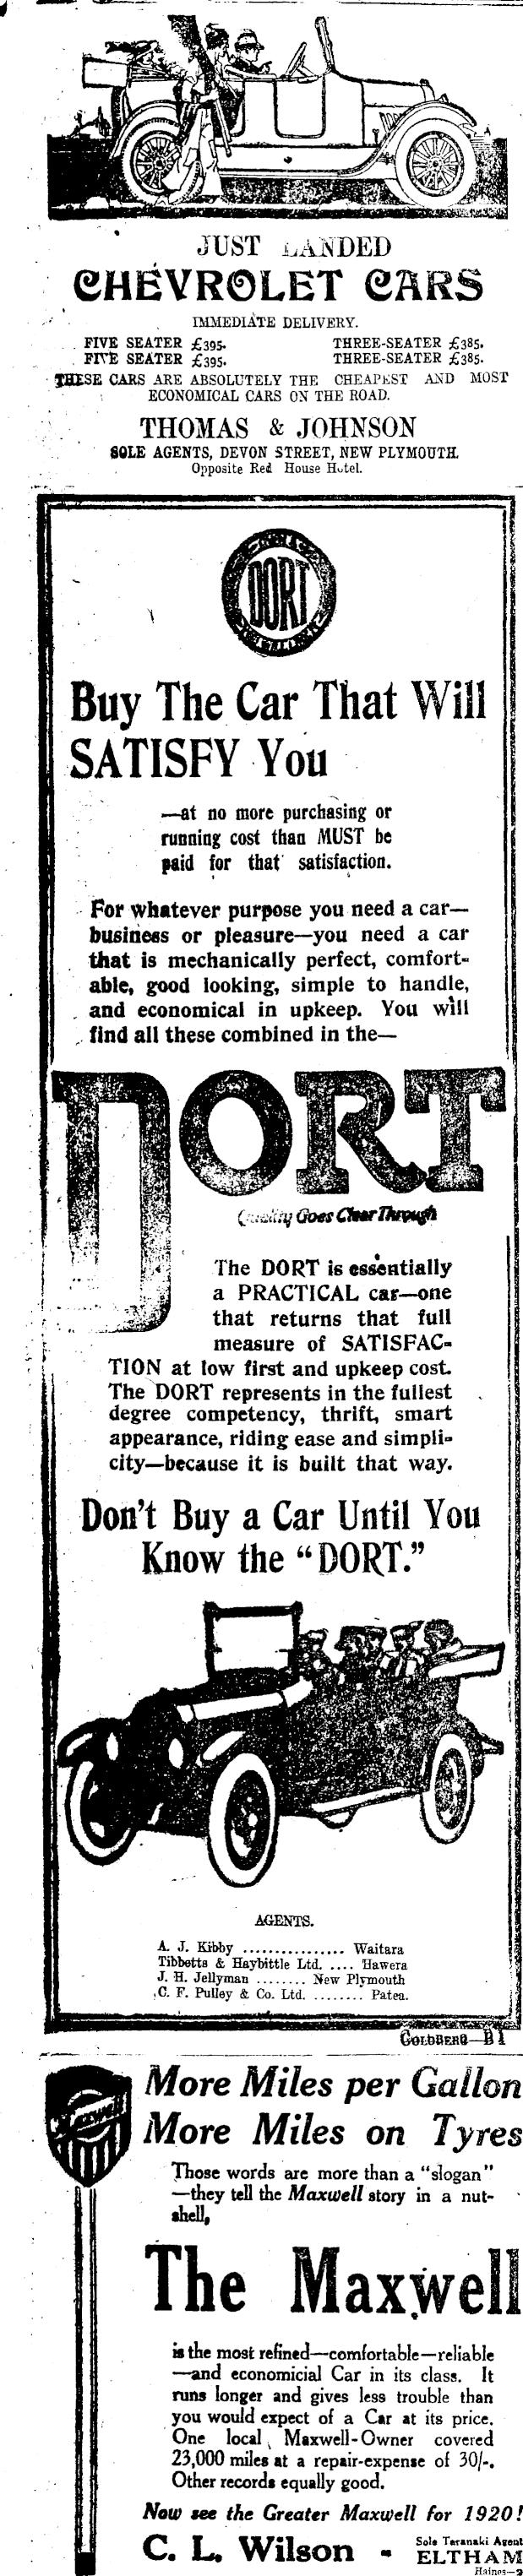 JUST LANDED
CHEVROLET CARS
IMMEDIATE DELIVERY.
FIVE SEATER £395. THREE-SEATER £385.
FIVE SEATER £395. THREE-SEATER £385.
THESE CARS ARE ABSOLUTELY THE CHEAPEST AND MOST
ECONOMICAL CARS ON THE ROAD.
THOMAS & JOHNSON
SOLE AGENTS, DEVON STREET, NEW PLYMOUTH.
Opposite Red House Hotel.
DORT
Buy The Car That Will
SATISFY You
—at no more purchasing or
running cost than MUST be
paid for that satisfaction.
For whatever purpose you need a car—
business or pleasure—you need a car
that is mechanically perfect, comfort-
able, good looking, simple to handle,
and economical in upkeep. You will
find all these combined in the—
DORT
Quality Goes Clear Through
The DORT is essentially
a PRACTICAL car—one
that returns that full
measure of SATISFAC-
TION at low first and upkeep cost.
The DORT represents in the fullest
degree competency, thrift, smart
appearance, riding ease and simpli-
city—because it is built that way.
Don't Buy a Car Until You
Know the "DORT."
AGENTS.
A. J. Kibby ................ Waitara
Tibbetts & Haybittle Ltd. .... Hawera
J. H. Jellyman ........ New Plymouth
C. F. Pulley & Co. Ltd. ........ Patea.
GOLDBERG—B1
Maxwell
More Miles per Gallon
More Miles on Tyres
Those words are more than a "slogan"
—they tell the Maxwell story in a nut-
shell,
The Maxwell
is the most refined—comfortable—reliable
—and economicial Car in its class. It
runs longer and gives less trouble than
you would expect of a Car at its price.
One local Maxwell-Owner covered
23,000 miles at a repair-expense of 30/-.
Other records equally good.
Now see the Greater Maxwell for 1920!
C. L. Wilson - Sole Taranaki Agent
ELTHAM
Haines—2